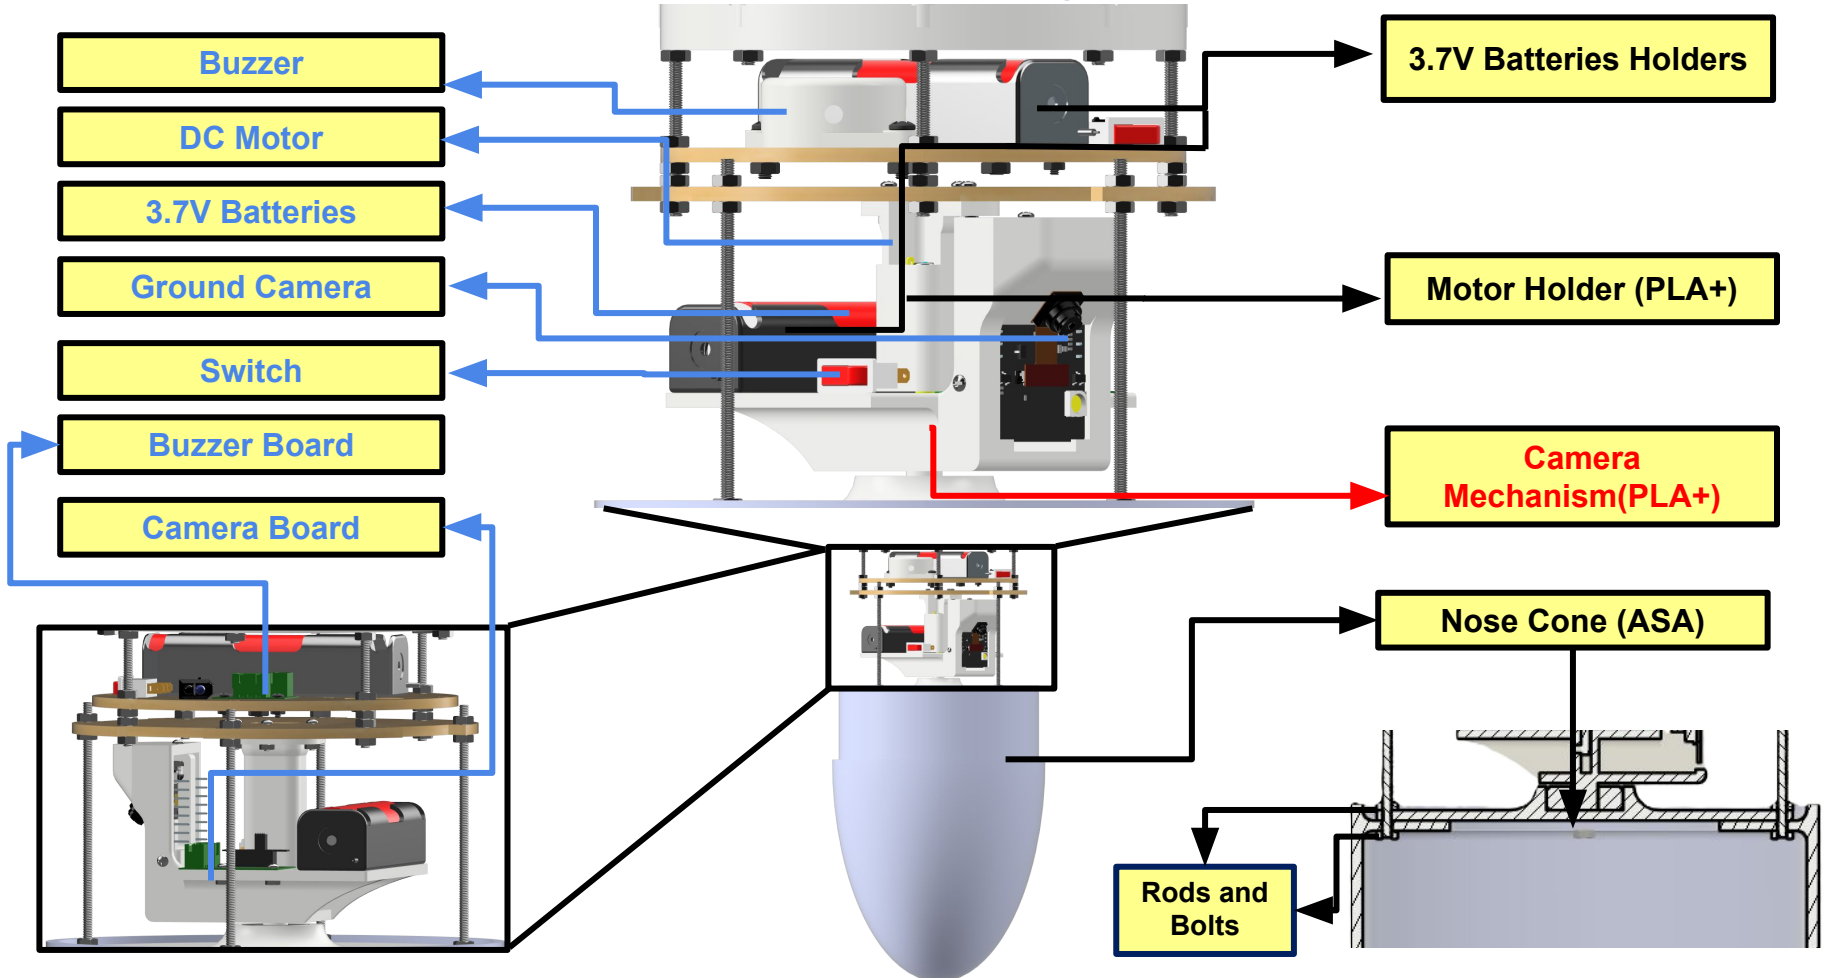 Buzzer
DC Motor
3.7V Batteries
Ground Camera
Switch
Buzzer Board
Camera Board
3.7V Batteries Holders
Motor Holder (PLA+)
Camera
Mechanism(PLA+)
Nose Cone (ASA)
Rods and
Bolts